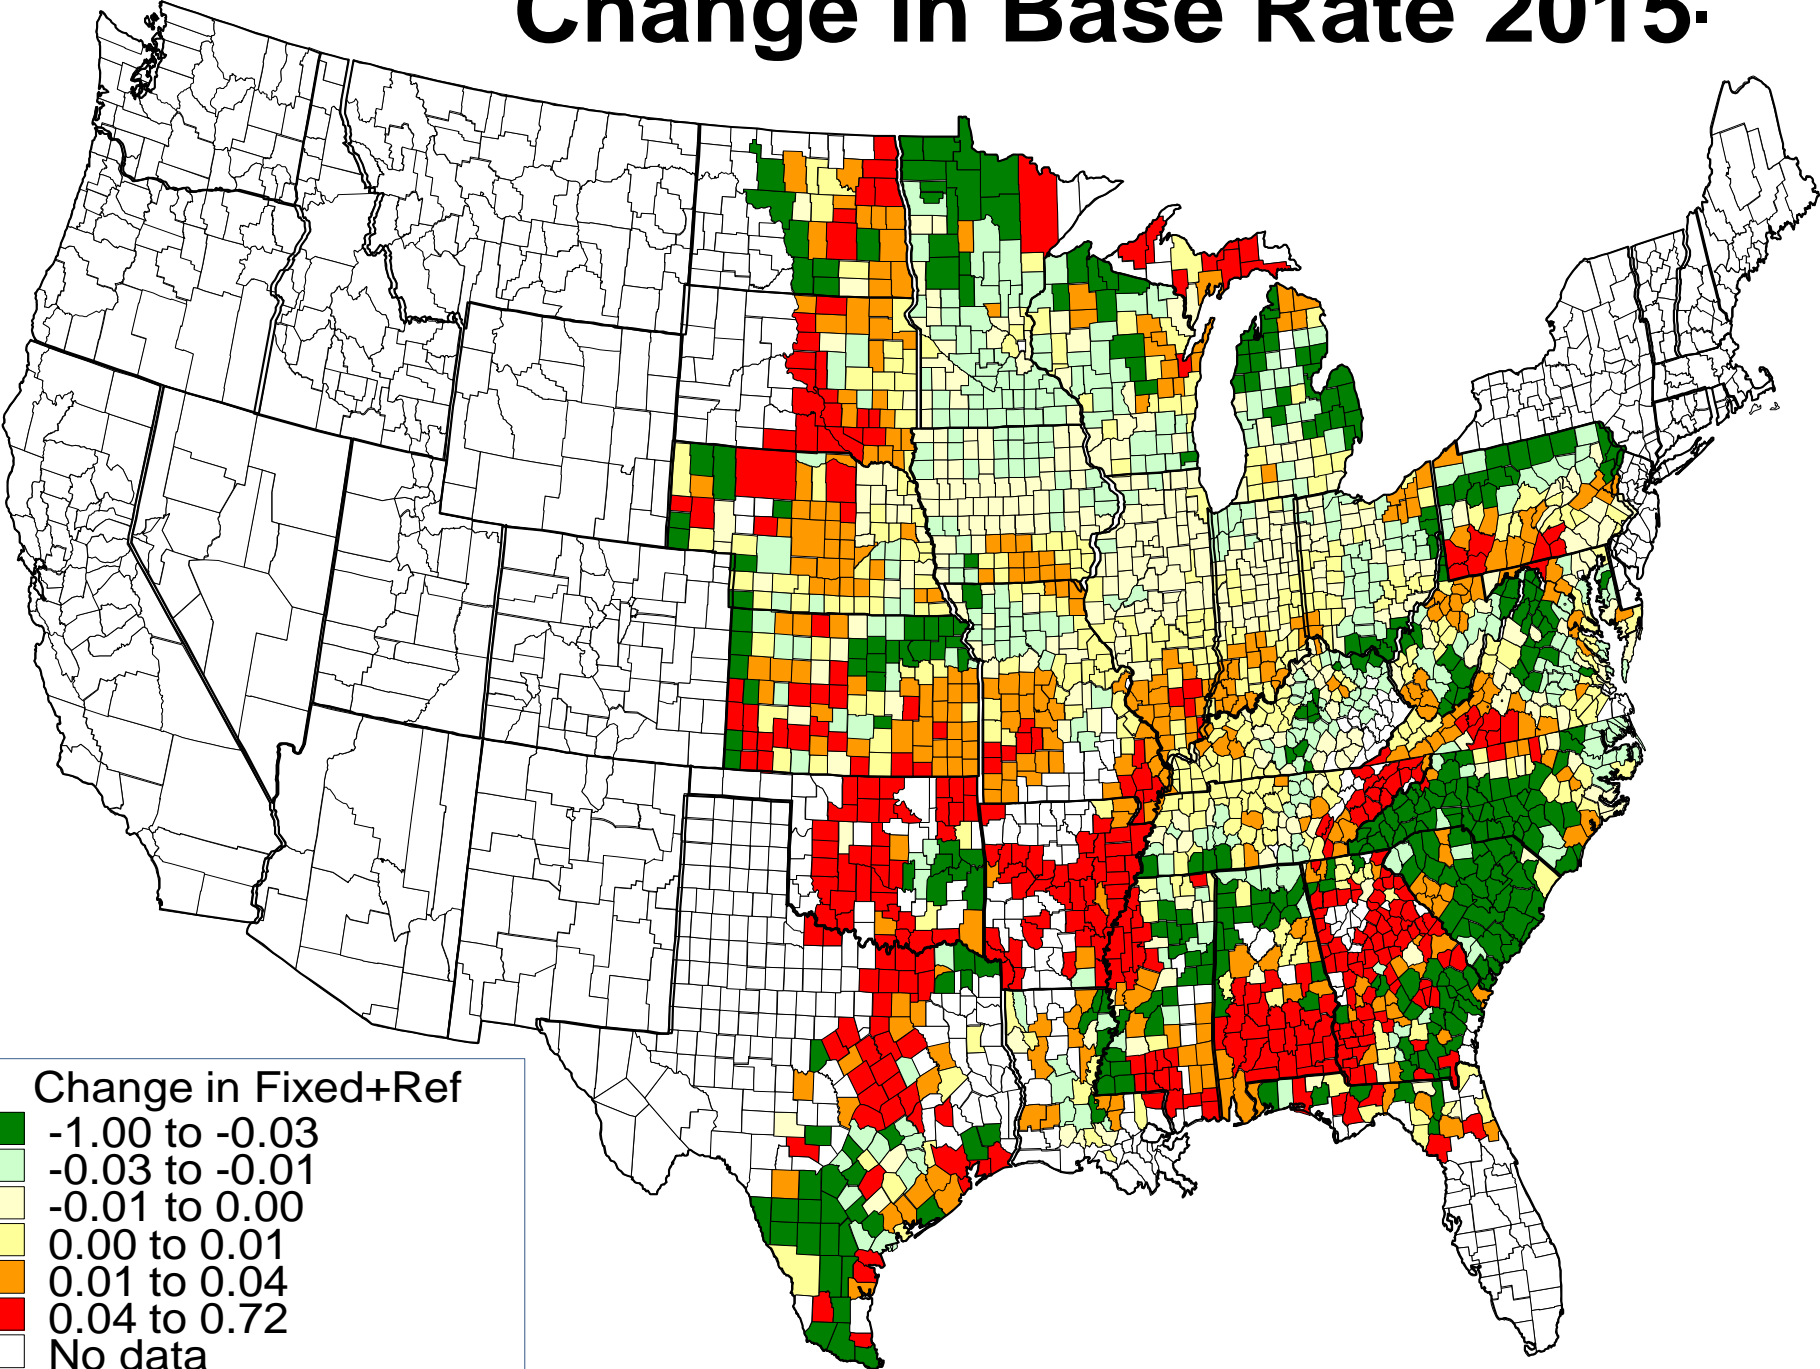 Change in Base Rate 2015-
Change in Fixed+Ref
-1.00 to -0.03
-0.03 to -0.01
-0.01 to 0.00
0.00 to 0.01
0.01 to 0.04
0.04 to 0.72
No data